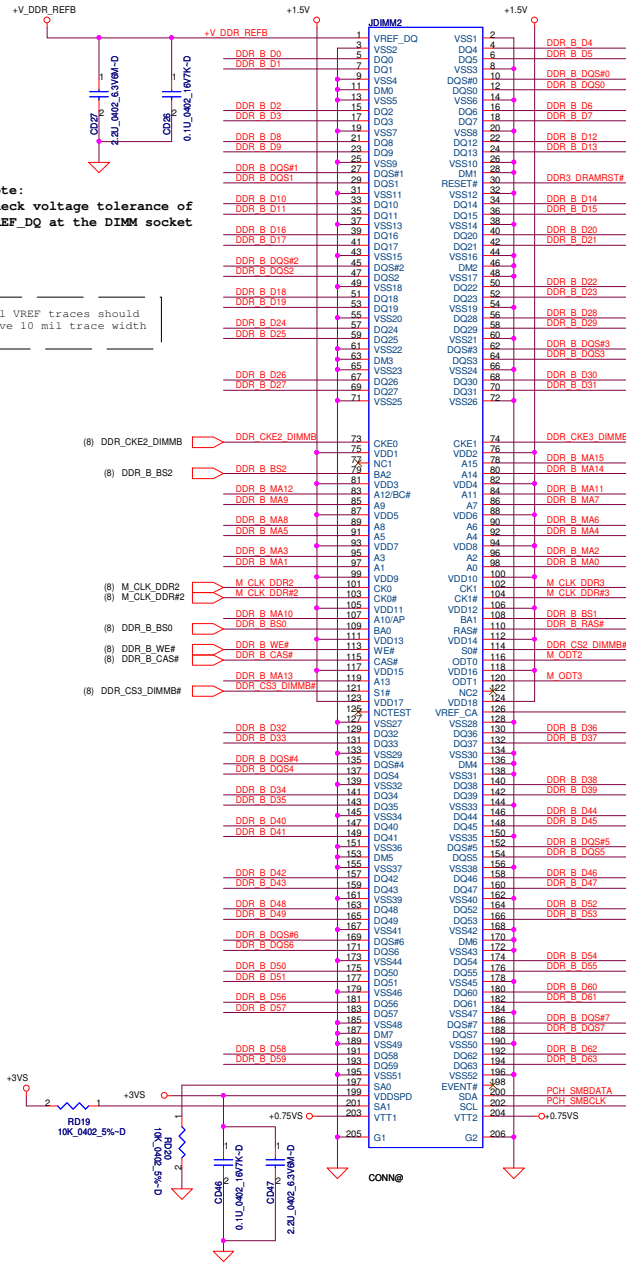 +V_DDR_REFB
+1.5V
+1.5V
JDIMM2
+V_DDR_REFB
CD27
2.2U_0402_6.3V6M~D
CD26
0.1U_0402_16V7K~D
1 2
1 2
ote:
eck voltage tolerance of
REF_DQ at the DIMM socket
l VREF traces should
ve 10 mil trace width
1 VREF_DQ VSS1 2
3 VSS2 DQ4 4 DDR_B_D4
DDR_B_D0 5 DQ0 DQ5 6 DDR_B_D5
DDR_B_D1 7 DQ1 VSS3 8
9 VSS4 DQS#0 10 DDR_B_DQS#0
11 DM0 DQS0 12 DDR_B_DQS0
13 VSS5 VSS6 14
DDR_B_D2 15 DQ2 DQ6 16 DDR_B_D6
DDR_B_D3 17 DQ3 DQ7 18 DDR_B_D7
19 VSS7 VSS8 20
DDR_B_D8 21 DQ8 DQ12 22 DDR_B_D12
DDR_B_D9 23 DQ9 DQ13 24 DDR_B_D13
25 VSS9 VSS10 26
DDR_B_DQS#1 27 DQS#1 DM1 28
DDR_B_DQS1 29 DQS1 RESET# 30 DDR3_DRAMRST#
31 VSS11 VSS12 32
DDR_B_D10 33 DQ10 DQ14 34 DDR_B_D14
DDR_B_D11 35 DQ11 DQ15 36 DDR_B_D15
37 VSS13 VSS14 38
DDR_B_D16 39 DQ16 DQ20 40 DDR_B_D20
DDR_B_D17 41 DQ17 DQ21 42 DDR_B_D21
43 VSS15 VSS16 44
DDR_B_DQS#2 45 DQS#2 DM2 46
DDR_B_DQS2 47 DQS2 VSS17 48
49 VSS18 DQ22 50 DDR_B_D22
DDR_B_D18 51 DQ18 DQ23 52 DDR_B_D23
DDR_B_D19 53 DQ19 VSS19 54
55 VSS20 DQ28 56 DDR_B_D28
DDR_B_D24 57 DQ24 DQ29 58 DDR_B_D29
DDR_B_D25 59 DQ25 VSS21 60
61 VSS22 DQS#3 62 DDR_B_DQS#3
63 DM3 DQS3 64 DDR_B_DQS3
65 VSS23 VSS24 66
DDR_B_D26 67 DQ26 DQ30 68 DDR_B_D30
DDR_B_D27 69 DQ27 DQ31 70 DDR_B_D31
71 VSS25 VSS26 72
(8) DDR_CKE2_DIMMB DDR_CKE2_DIMMB 73 CKE0 CKE1 74 DDR_CKE3_DIMMB
75 VDD1 VDD2 76
77 NC1 A15 78 DDR_B_MA15
(8) DDR_B_BS2 DDR_B_BS2 79 BA2 A14 80 DDR_B_MA14
81 VDD3 VDD4 82
DDR_B_MA12 83 A12/BC# A11 84 DDR_B_MA11
DDR_B_MA9 85 A9 A7 86 DDR_B_MA7
87 VDD5 VDD6 88
DDR_B_MA8 89 A8 A6 90 DDR_B_MA6
DDR_B_MA5 91 A5 A4 92 DDR_B_MA4
93 VDD7 VDD8 94
DDR_B_MA3 95 A3 A2 96 DDR_B_MA2
DDR_B_MA1 97 A1 A0 98 DDR_B_MA0
99 VDD9 VDD10 100
(8) M_CLK_DDR2 M_CLK_DDR2 101 CK0 CK1 102 M_CLK_DDR3
(8) M_CLK_DDR#2 M_CLK_DDR#2 103 CK0# CK1# 104 M_CLK_DDR#3
105 VDD11 VDD12 106
DDR_B_MA10 107 A10/AP BA1 108 DDR_B_BS1
(8) DDR_B_BS0 DDR_B_BS0 109 BA0 RAS# 110 DDR_B_RAS#
111 VDD13 VDD14 112
(8) DDR_B_WE# DDR_B_WE# 113 WE# S0# 114 DDR_CS2_DIMMB#
(8) DDR_B_CAS# DDR_B_CAS# 115 CAS# ODT0 116 M_ODT2
117 VDD15 VDD16 118
DDR_B_MA13 119 A13 ODT1 120 M_ODT3
(8) DDR_CS3_DIMMB# DDR_CS3_DIMMB# 121 S1# NC2 122
123 VDD17 VDD18 124
125 NCTEST VREF_CA 126
127 VSS27 VSS28 128
DDR_B_D32 129 DQ32 DQ36 130 DDR_B_D36
DDR_B_D33 131 DQ33 DQ37 132 DDR_B_D37
133 VSS29 VSS30 134
DDR_B_DQS#4 135 DQS#4 DM4 136
DDR_B_DQS4 137 DQS4 VSS31 138
139 VSS32 DQ38 140 DDR_B_D38
DDR_B_D34 141 DQ34 DQ39 142 DDR_B_D39
DDR_B_D35 143 DQ35 VSS33 144
145 VSS34 DQ44 146 DDR_B_D44
DDR_B_D40 147 DQ40 DQ45 148 DDR_B_D45
DDR_B_D41 149 DQ41 VSS35 150
151 VSS36 DQS#5 152 DDR_B_DQS#5
153 DM5 DQS5 154 DDR_B_DQS5
155 VSS37 VSS38 156
DDR_B_D42 157 DQ42 DQ46 158 DDR_B_D46
DDR_B_D43 159 DQ43 DQ47 160 DDR_B_D47
161 VSS39 VSS40 162
DDR_B_D48 163 DQ48 DQ52 164 DDR_B_D52
DDR_B_D49 165 DQ49 DQ53 166 DDR_B_D53
167 VSS41 VSS42 168
DDR_B_DQS#6 169 DQS#6 DM6 170
DDR_B_DQS6 171 DQS6 VSS43 172
173 VSS44 DQ54 174 DDR_B_D54
DDR_B_D50 175 DQ50 DQ55 176 DDR_B_D55
DDR_B_D51 177 DQ51 VSS45 178
179 VSS46 DQ60 180 DDR_B_D60
DDR_B_D56 181 DQ56 DQ61 182 DDR_B_D61
DDR_B_D57 183 DQ57 VSS47 184
185 VSS48 DQS#7 186 DDR_B_DQS#7
187 DM7 DQS7 188 DDR_B_DQS7
189 VSS49 VSS50 190
DDR_B_D58 191 DQ58 DQ62 192 DDR_B_D62
DDR_B_D59 193 DQ59 DQ63 194 DDR_B_D63
195 VSS51 VSS52 196
197 SA0 EVENT# 198
+3VS 199 VDDSPD SDA 200 PCH_SMBDATA
201 SA1 SCL 202 PCH_SMBCLK
+0.75VS 203 VTT1 VTT2 204 +0.75VS
205 G1 G2 206
CONN@
+3VS
2 1
RD19
10K_0402_5%~D
1 2
RD20
10K_0402_5%~D
1 2
CD46
0.1U_0402_16V7K~D
1 2
CD47
2.2U_0402_6.3V6M~D